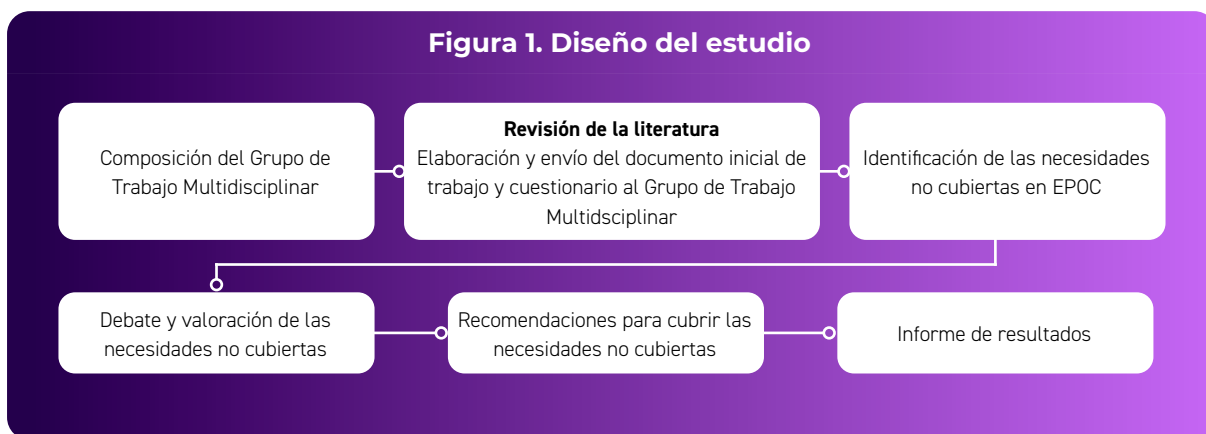 Figura 1. Diseño del estudio
Composición del Grupo de
Trabajo Multidisciplinar
Revisión de la literatura
Elaboración y envío del documento inicial de
trabajo y cuestionario al Grupo de Trabajo
Multidsciplinar
Identificación de las necesidades
no cubiertas en EPOC
Debate y valoración de las
necesidades no cubiertas
Recomendaciones para cubrir las
necesidades no cubiertas
Informe de resultados